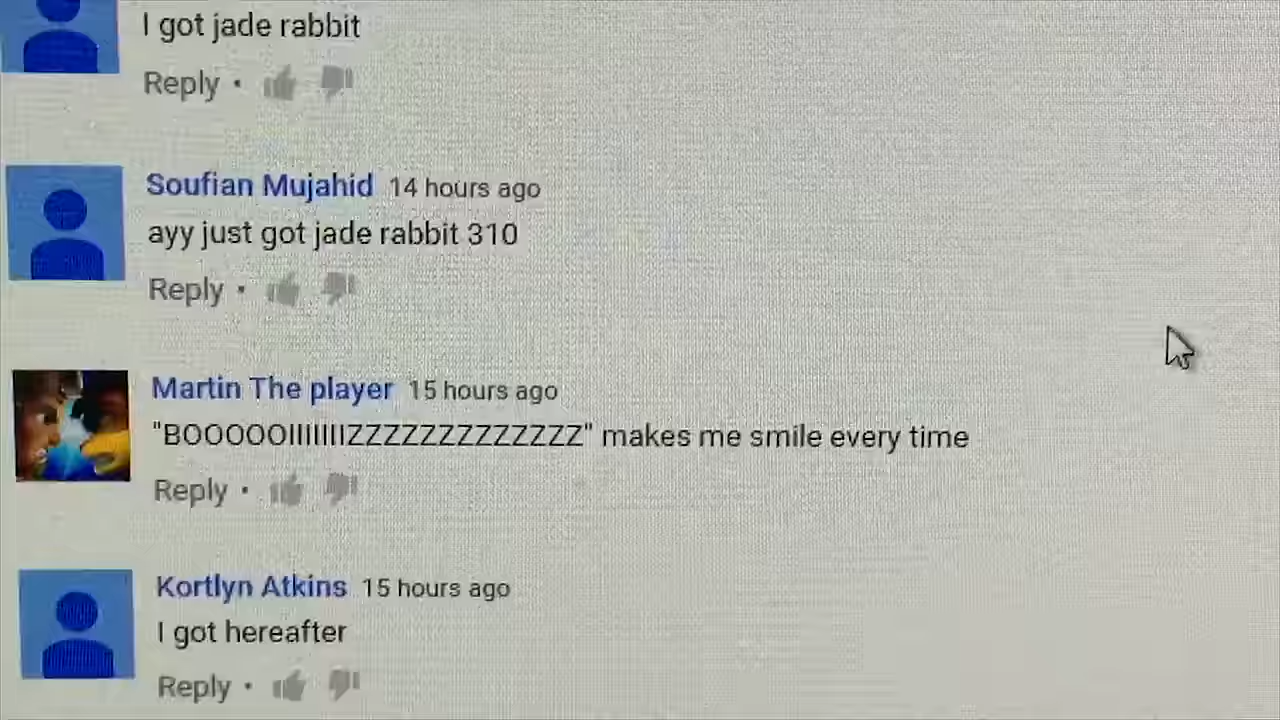 I got jade rabbit
Reply •
Soufian Mujahid 14 hours ago
ayy just got jade rabbit 310
Reply •
Martin The player 15 hours ago
"BOOOOOIIIIIIIZZZZZZZZZZZZZ" makes me smile every time
Reply •
Kortlyn Atkins 15 hours ago
I got hereafter
Reply •